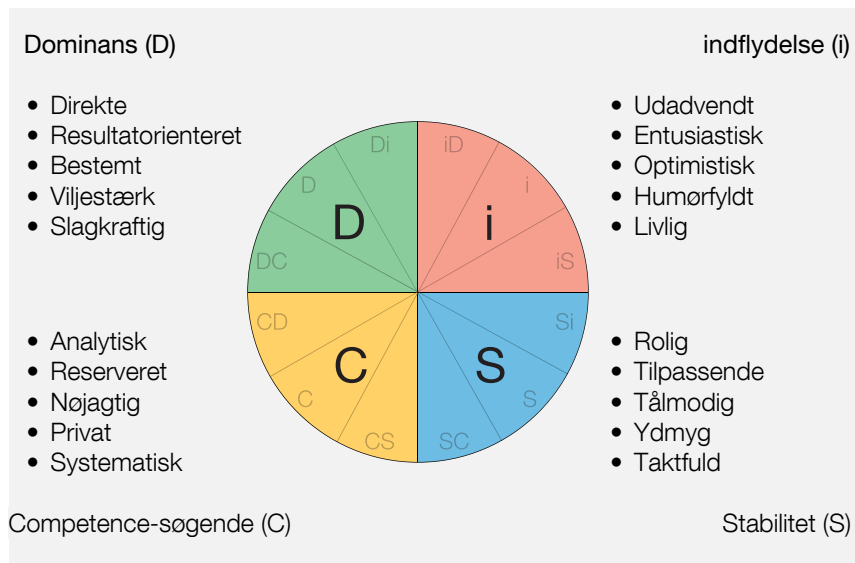 Dominans (D)
indflydelse (i)
• Direkte
• Resultatorienteret
• Bestemt
• Viljestærk
• Slagkraftig
• Udadvendt
• Entusiastisk
• Optimistisk
• Humørfyldt
• Livlig
Di
iD
D
i
D
i
DC
iS
CD
Si
C
S
C
S
CS
SC
• Analytisk
• Reserveret
• Nøjagtig
• Privat
• Systematisk
• Rolig
• Tilpassende
• Tålmodig
• Ydmyg
• Taktfuld
Competence-søgende (C)
Stabilitet (S)